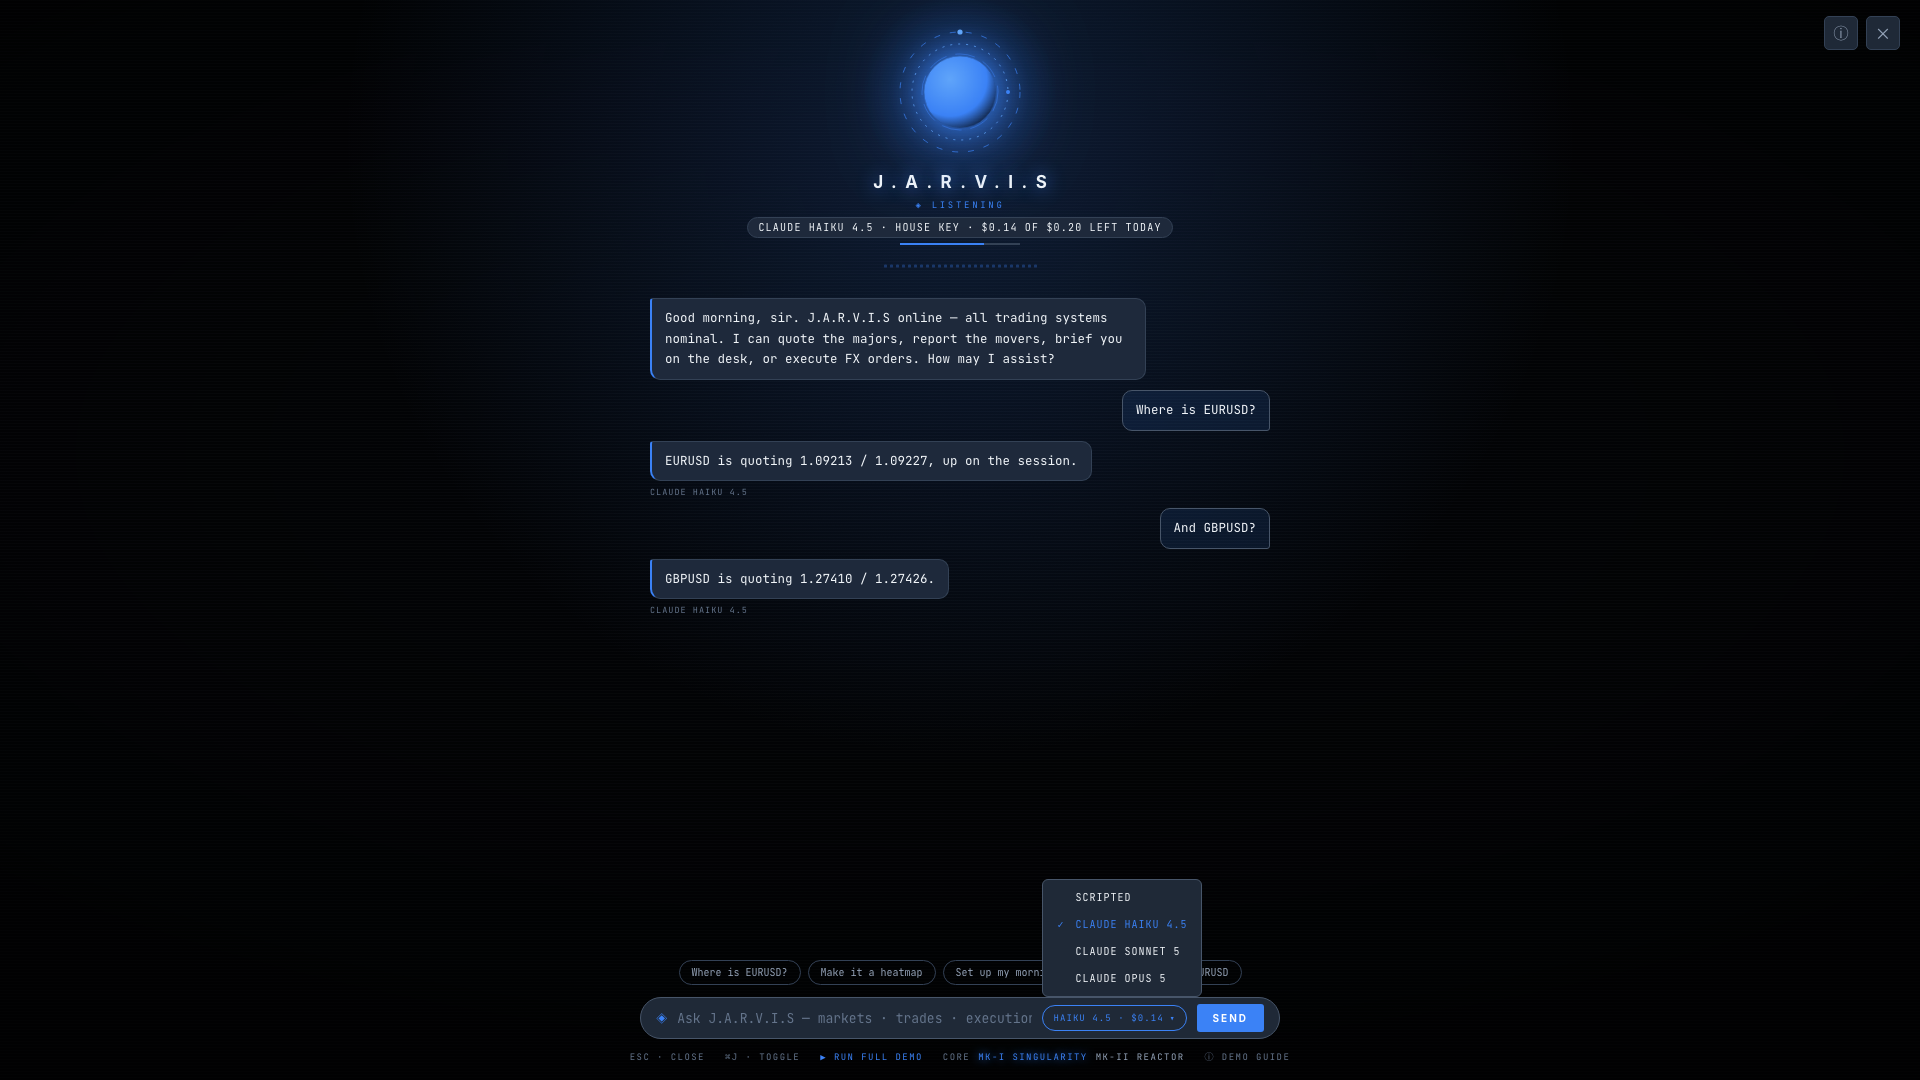 ⓘ ×
J.A.R.V.I.S
◈ LISTENING
CLAUDE HAIKU 4.5 · HOUSE KEY · $0.14 OF $0.20 LEFT TODAY
Good morning, sir. J.A.R.V.I.S online — all trading systems
nominal. I can quote the majors, report the movers, brief you
on the desk, or execute FX orders. How may I assist?
Where is EURUSD?
EURUSD is quoting 1.09213 / 1.09227, up on the session.
CLAUDE HAIKU 4.5
And GBPUSD?
GBPUSD is quoting 1.27410 / 1.27426.
CLAUDE HAIKU 4.5
SCRIPTED
✓ CLAUDE HAIKU 4.5
CLAUDE SONNET 5
CLAUDE OPUS 5
Where is EURUSD? Make it a heatmap Set up my
◈ Ask J.A.R.V.I.S — markets · trades · execution HAIKU 4.5 · $0.14 ▾ SEND
ESC · CLOSE ⌘J · TOGGLE ▶ RUN FULL DEMO CORE MK-I SINGULARITY MK-II REACTOR ⓘ DEMO GUIDE